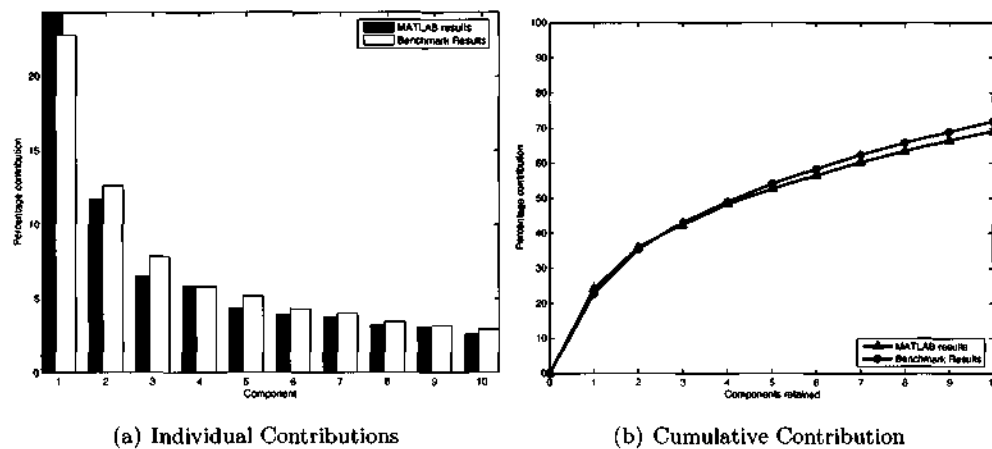 MATLAB results
Benchmark Results
20
15
10
5
0
Percentage contribution
1 2 3 4 5 6 7 8 9 10
Component
(a) Individual Contributions
100
90
80
70
60
50
40
30
20
10
0
Percentage contribution
MATLAB results
Benchmark Results
0 1 2 3 4 5 6 7 8 9
Components retained
(b) Cumulative Contribution